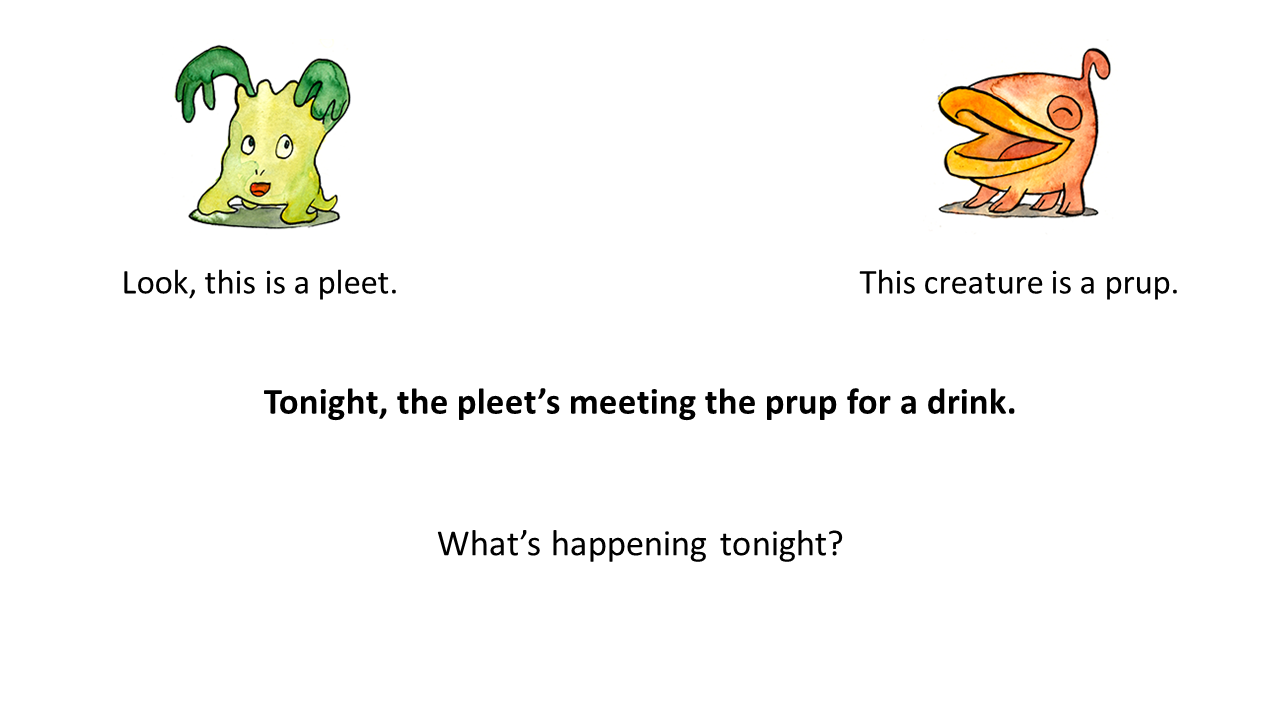 Look, this is a pleet.
This creature is a prup.
Tonight, the pleet’s meeting the prup for a drink.
What’s happening tonight?